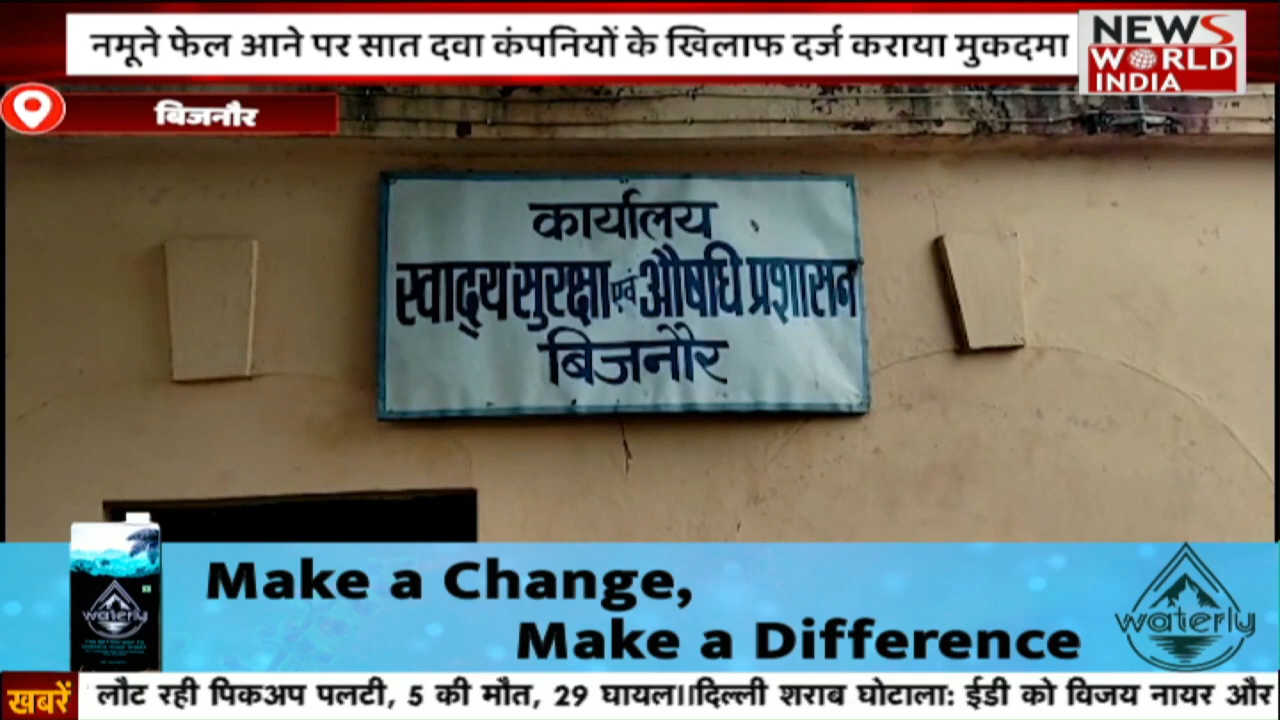 नमूने फेल आने पर सात दवा कंपनियों के खिलाफ दर्ज कराया मुकदमा
NEWS
WORLD
INDIA
बिजनौर
कार्यालय
खाद्य सुरक्षा एवं औषधि प्रशासन
बिजनौर
Make a Change,
Make a Difference
waterly
waterly
खबरें
लौट रही पिकअप पलटी, 5 की मौत, 29 घायल।।दिल्ली शराब घोटाला: ईडी को विजय नायर और